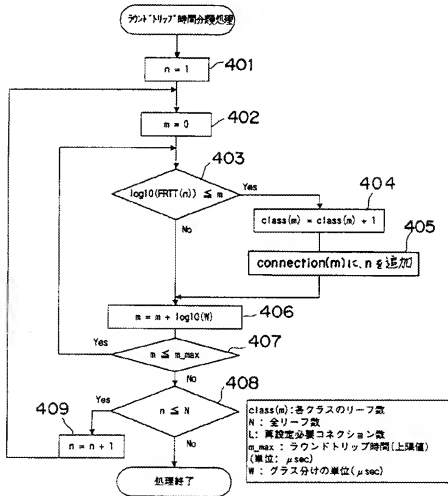 ﾗｳﾝﾄﾞﾄﾘｯﾌﾟ時間分類処理
n = 1
401
m = 0
402
403
log10(FRTT(n)) ≦ m
Yes
No
404
class(m) = class(m) + 1
405
connection(m)に、nを追加
406
m = m + log10(W)
407
Yes
m ≦ m_max
No
408
409
Yes
n ≦ N
n = n + 1
No
処理終了
class(m):各クラスのリーフ数
N : 全リーフ数
L: 再設定必要コネクション数
m_max : ラウンドトリップ時間(上限値)
(単位: μsec)
W : グラス分けの単位(μsec)